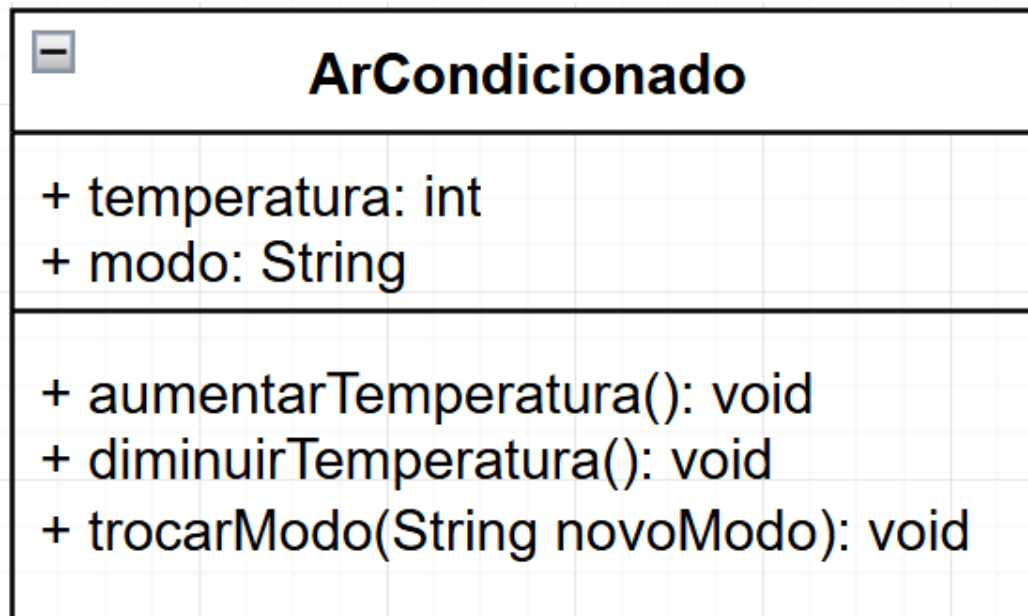 ArCondicionado
+ temperatura: int
+ modo: String
+ aumentarTemperatura(): void
+ diminuirTemperatura(): void
+ trocarModo(String novoModo): void